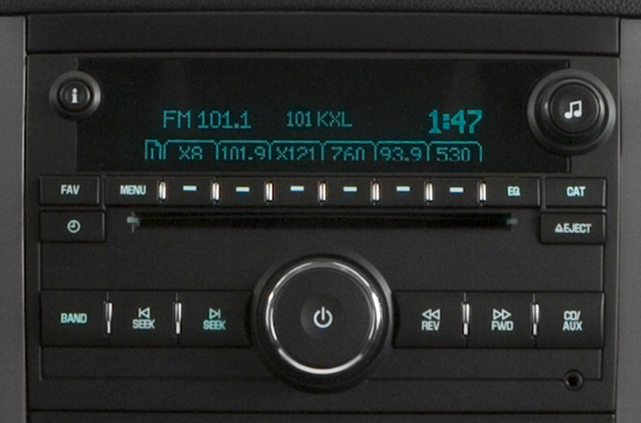 i
FM 101.1 101 KXL 1:47
1 X8 101.9 X121 760 93.9 530
FAV MENU EQ CAT
EJECT
BAND SEEK SEEK REV FWD CD/
AUX